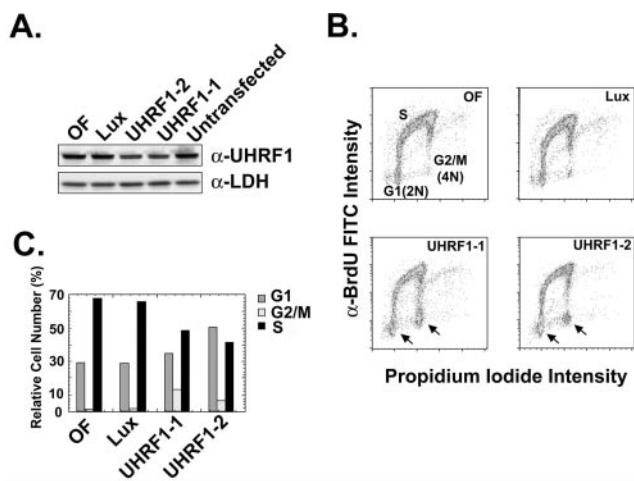 A.
OF
Lux
UHRF1-2
UHRF1-1
Untransfected
α-UHRF1
α-LDH
B.
OF
S
G2/M
(4N)
G1(2N)
Lux
UHRF1-1
UHRF1-2
α-BrdU FITC Intensity
Propidium Iodide Intensity
C.
Relative Cell Number (%)
70
50
30
10
0
G1
G2/M
S
OF
Lux
UHRF1-1
UHRF1-2